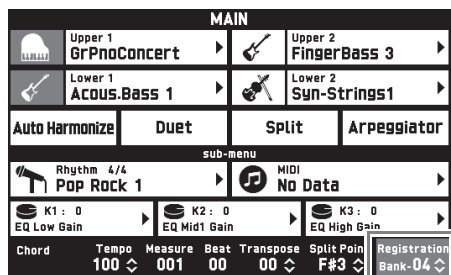 MAIN
Upper 1
GrPnoConcert
Upper 2
FingerBass 3
Lower 1
Acous.Bass 1
Lower 2
Syn-Strings1
Auto Harmonize Duet Split Arpeggiator
sub-menu
Rhythm 4/4
Pop Rock 1
MIDI
No Data
K1 : 0
EQ Low Gain
K2 : 0
EQ Mid1 Gain
K3 : 0
EQ High Gain
Chord Tempo Measure Beat Transpose Split Poin Registration
100 001 00 00 F#3 Bank-04